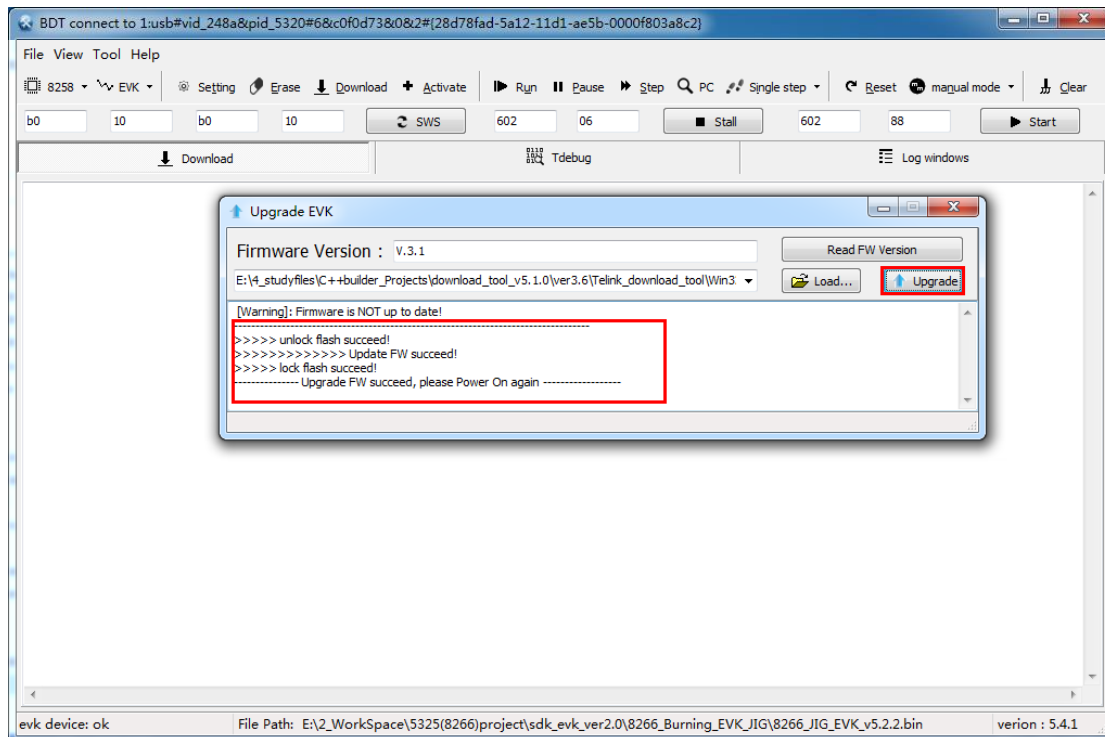 BDT connect to 1:usb#vid_248a&pid_5320#6&c0f0d73&0&2#{28d78fad-5a12-11d1-ae5b-0000f803a8c2}
File View Tool Help
8258 EVK Setting Erase Download Activate Run Pause Step PC Single step Reset manual mode Clear
b0 10 b0 10 SWS 602 06 Stall 602 88 Start
Download Tdebug Log windows
Upgrade EVK
Firmware Version : V.3.1 Read FW Version
E:\4_studyfiles\C++builder_Projects\download_tool_v5.1.0\ver3.6\Telink_download_tool\Win3 Load... Upgrade
[Warning]: Firmware is NOT up to date!
>>>>> unlock flash succeed!
>>>>>>>>>>>>> Update FW succeed!
>>>>> lock flash succeed!
--------------- Upgrade FW succeed, please Power On again ------------------
evk device: ok File Path: E:\2_WorkSpace\5325(8266)project\sdk_evk_ver2.0\8266_Burning_EVK_JIG\8266_JIG_EVK_v5.2.2.bin verion : 5.4.1